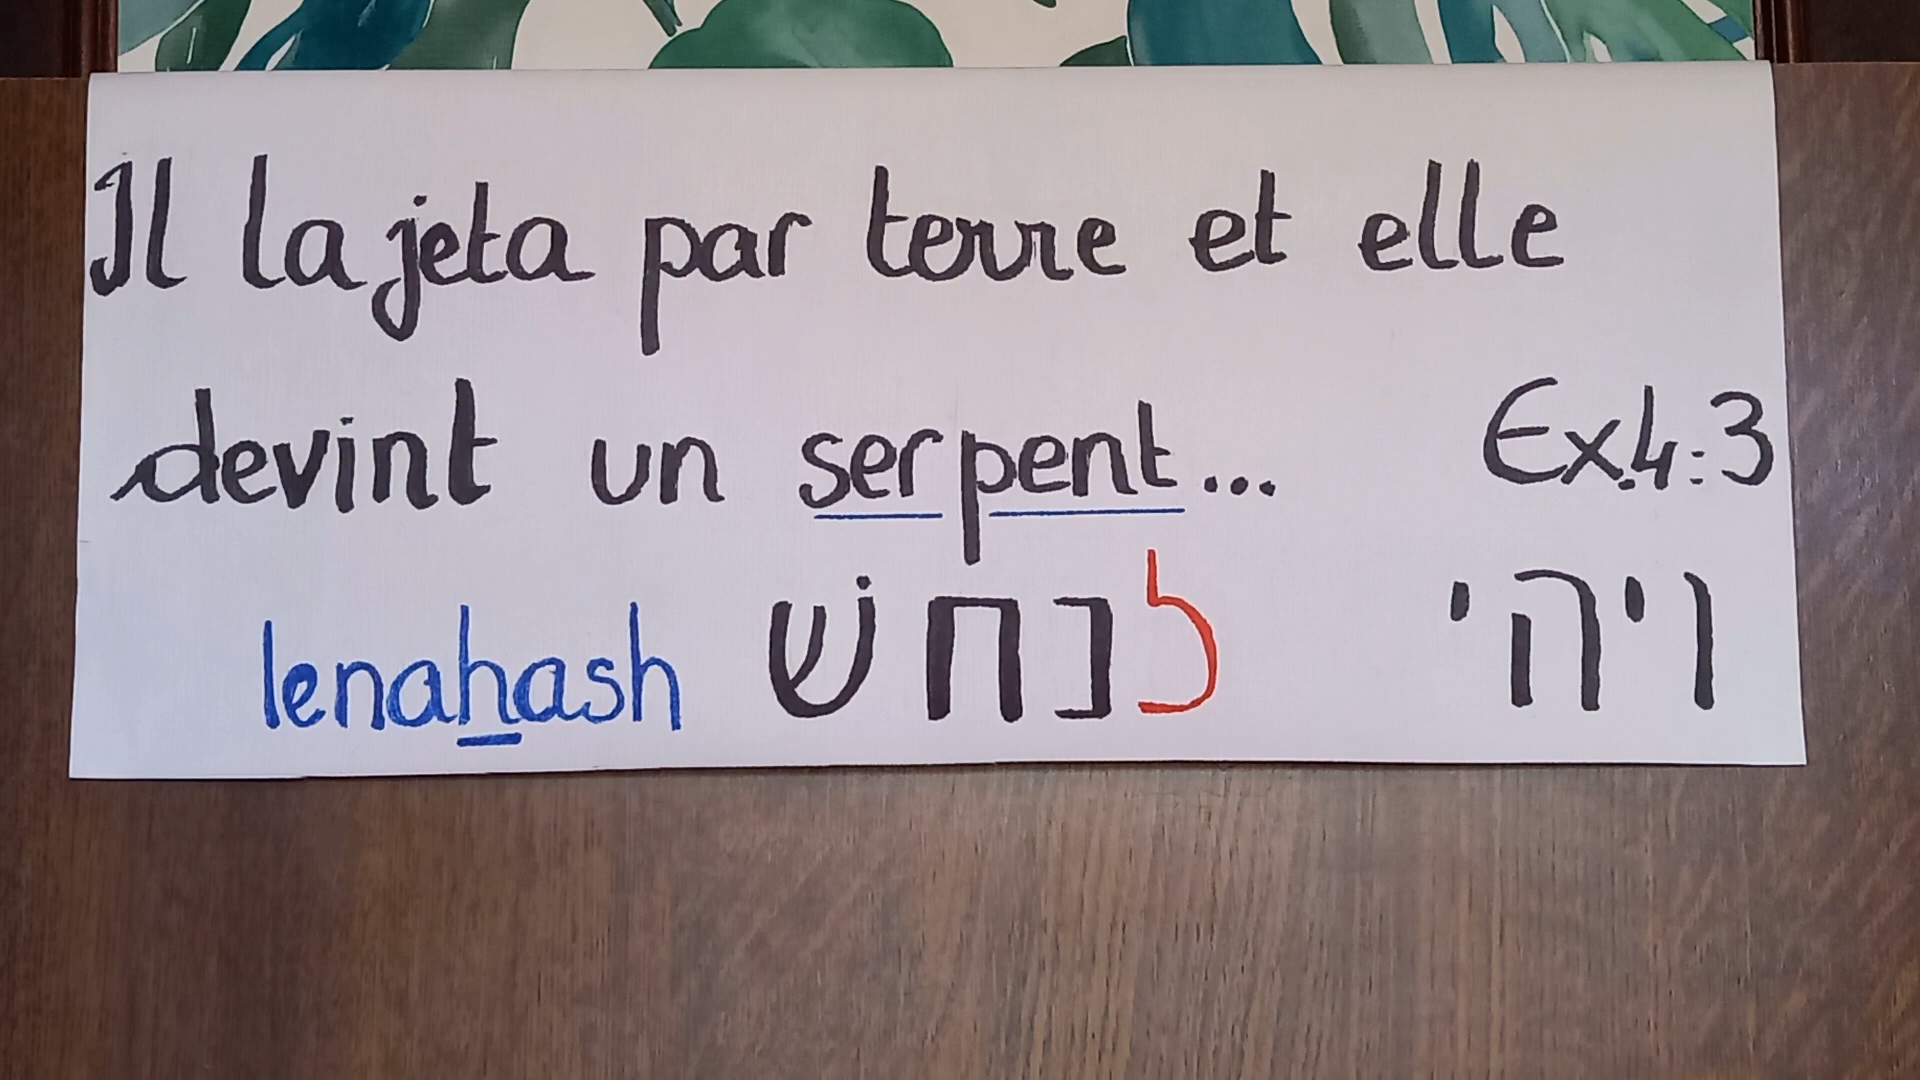 Il la jeta par terre et elle
devint un serpent... Ex.4:3
ויהי לנחשׁ lenahash